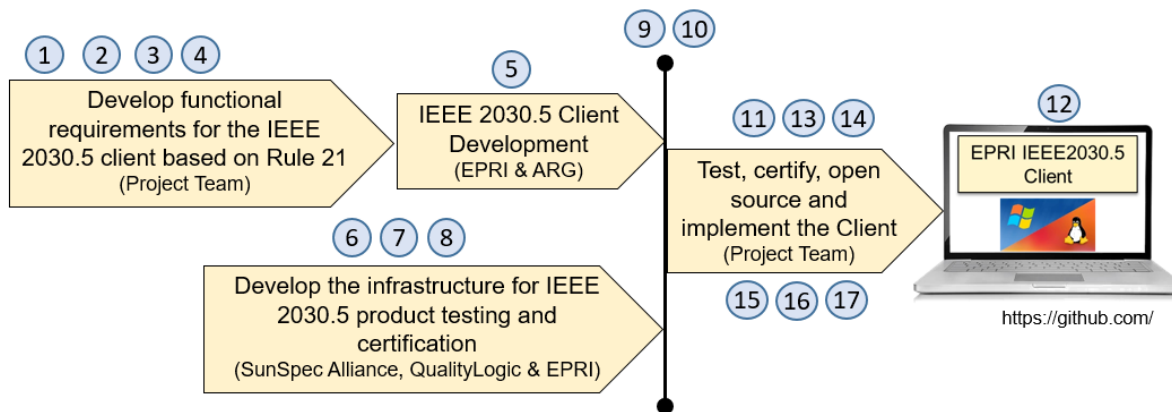 1 2 3 4
Develop functional
requirements for the IEEE
2030.5 client based on Rule 21
(Project Team)
5
IEEE 2030.5 Client
Development
(EPRI & ARG)
6 7 8
Develop the infrastructure for IEEE
2030.5 product testing and
certification
(SunSpec Alliance, QualityLogic & EPRI)
9 10
11 13 14
Test, certify, open
source and
implement the Client
(Project Team)
15 16 17
12
EPRI IEEE2030.5
Client
https://github.com/